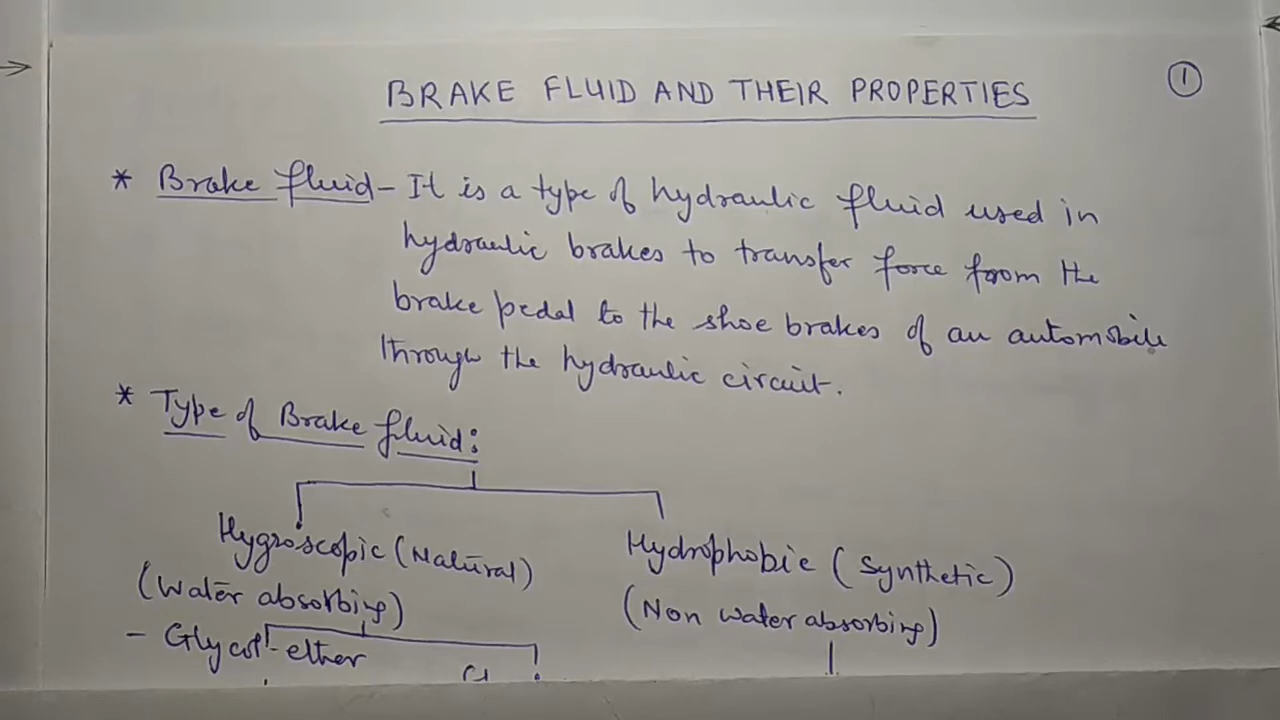 BRAKE FLUID AND THEIR PROPERTIES
1
* Brake fluid - It is a type of hydraulic fluid used in
hydraulic brakes to transfer force from the
brake pedal to the shoe brakes of an automobile
through the hydraulic circuit.
* Type of Brake fluid:
Hygroscopic (Natural)
(Water absorbing)
- Glycol-ether
Hydrophobic (Synthetic)
(Non water absorbing)